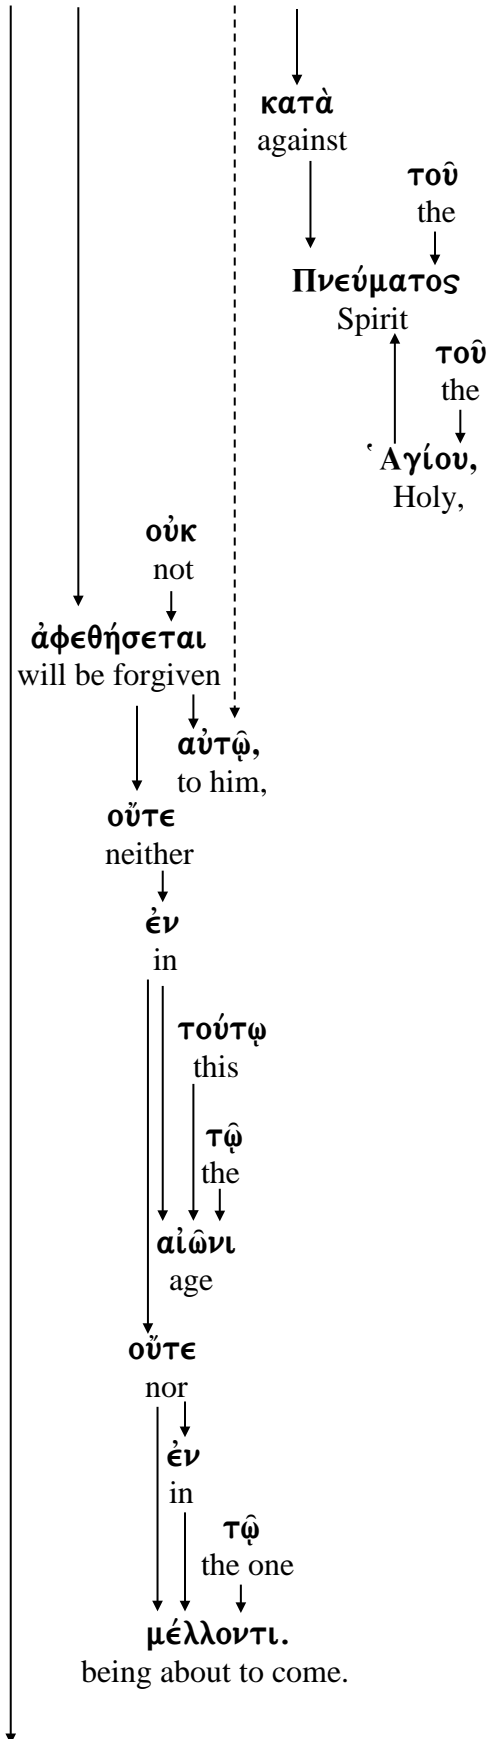 κατὰ
against
τοῦ
the
Πνεύματος
Spirit
τοῦ
the
Ἁγίου,
Holy,
οὐκ
not
ἀφεθήσεται
will be forgiven
αὐτῷ,
to him,
οὔτε
neither
ἐν
in
τούτῳ
this
τῷ
the
αἰῶνι
age
οὔτε
nor
ἐν
in
τῷ
the one
μέλλοντι.
being about to come.